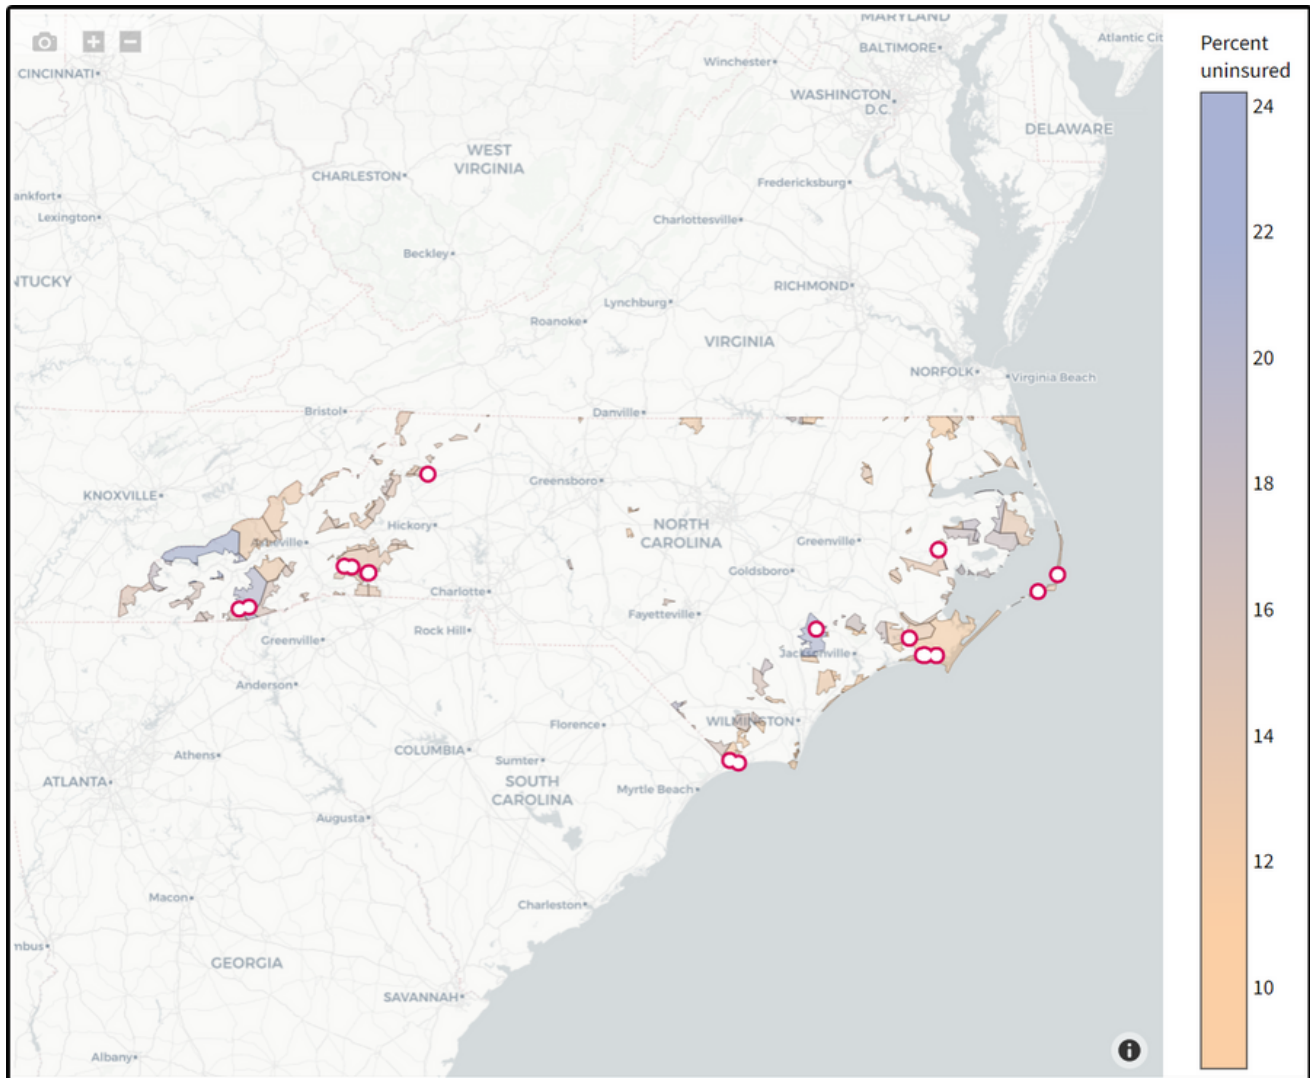 MARYLAND
Atlantic Cit
Percent
uninsured
BALTIMORE
Winchester
CINCINNATI
WASHINGTON
D.C.
24
DELAWARE
WEST
VIRGINIA
CHARLESTON
Fredericksburg
ankfort
Lexington
Charlottesville
22
Beckley
NTUCKY
RICHMOND
Lynchburg
Roanoke
VIRGINIA
20
NORFOLK
Virginia Beach
Bristol
Danville
Greensboro
18
KNOXVILLE
Hickory
NORTH
CAROLINA
Greenville
Goldsboro
Charlotte
16
Fayetteville
Rock Hill
Greenville
Jacksonville
Anderson
WILMINGTON
Florence
14
COLUMBIA
Athens
Sumter
ATLANTA
SOUTH
CAROLINA
Myrtle Beach
Augusta
12
Macon
Charleston
mbus
GEORGIA
10
SAVANNAH
Albany